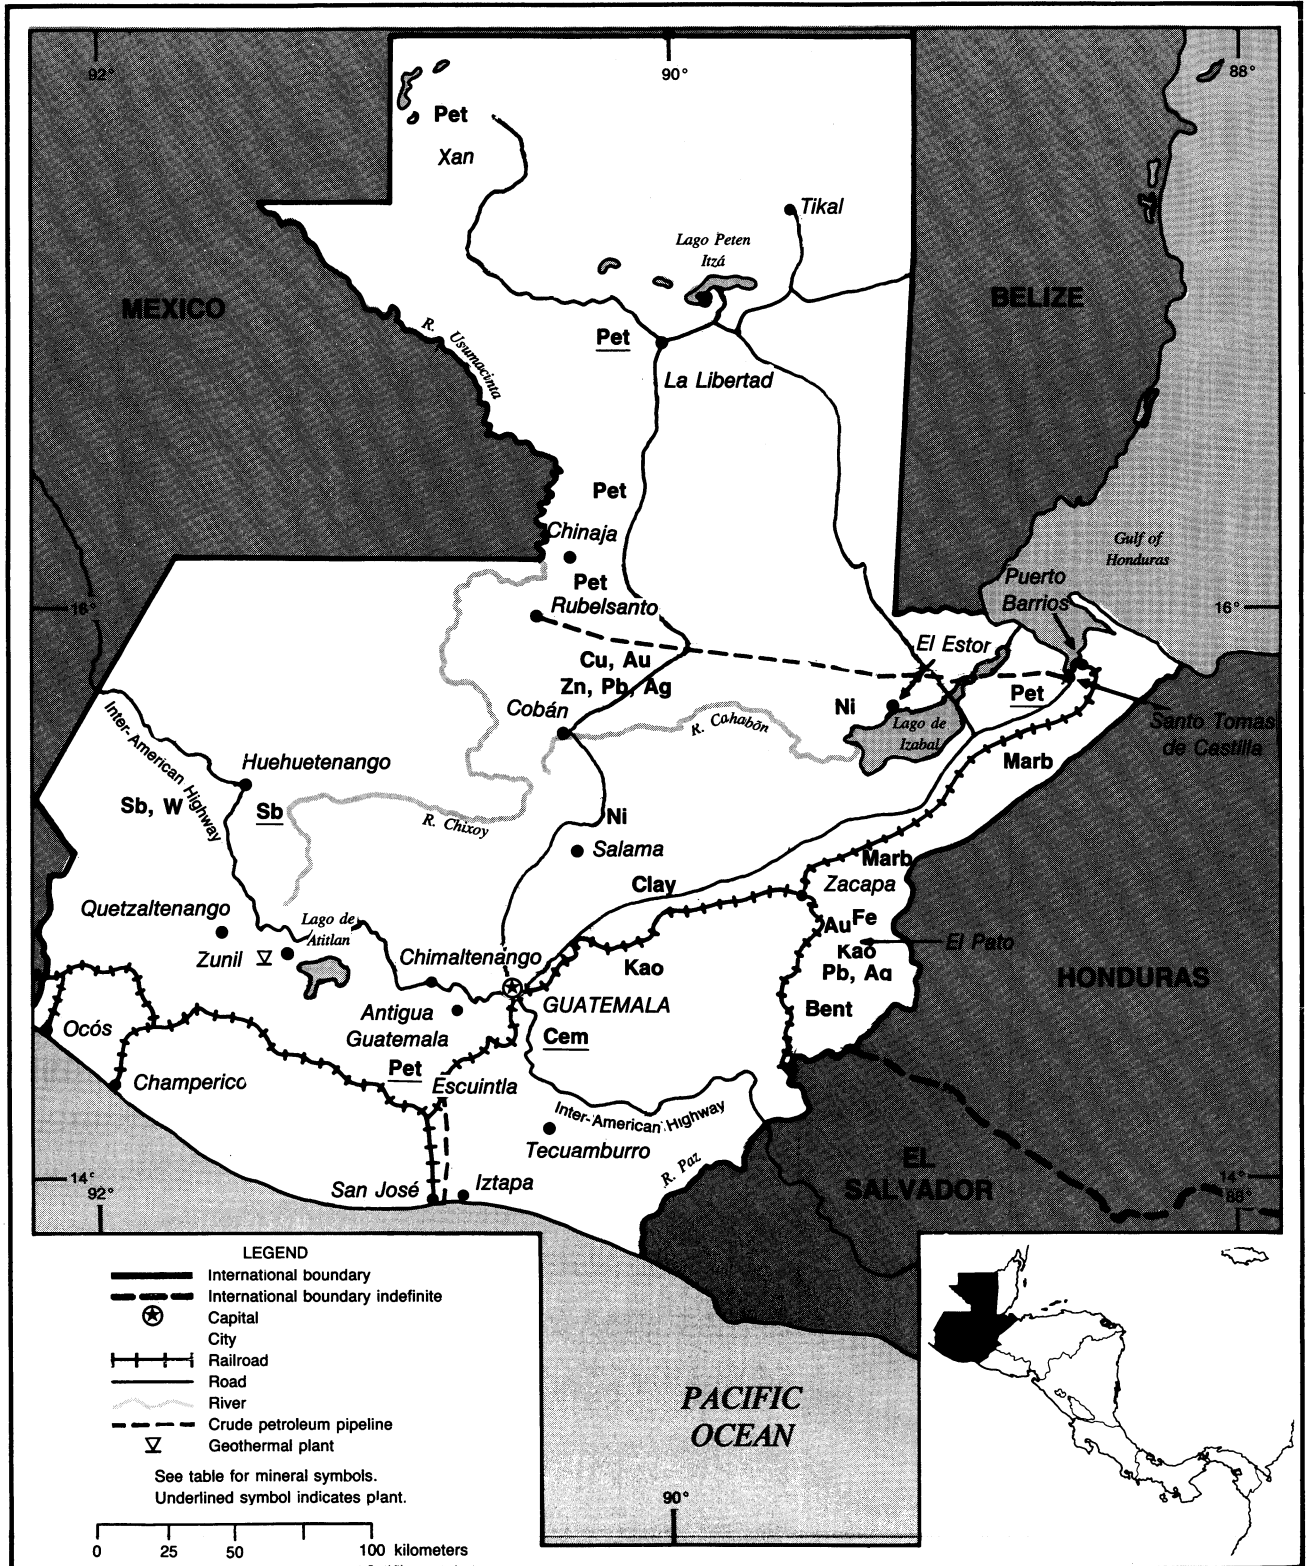 92°
90°
88°
Pet
Xan
Tikal
Lago Peten
Itzá
MEXICO
BELIZE
R. Usumacinta
Pet
La Libertad
Pet
Chinaja
Gulf of
Honduras
Pet
Puerto
Barrios
16°
Rubelsanto
16°
El Estor
Cu, Au
Zn, Pb, Ag
Pet
Ni
Cobán
R. Cahabōn
Lago de
Izabal
Santo Tomas
de Castilla
Inter-American Highway
Huehuetenango
Marb
Sb, W
Sb
R. Chixoy
Ni
Salama
Marb
Clay
Zacapa
Quetzaltenango
Lago de
Atitlan
Au
Fe
El Pato
Zunil
Chimaltenango
Kao
Kao
Pb, Ag
HONDURAS
Antigua
Guatemala
GUATEMALA
Bent
Ocós
Cem
Pet
Champerico
Escuintla
Inter-American Highway
Tecuamburro
R. Paz
EL
SALVADOR
14°
92°
San José
Iztapa
14°
88°
LEGEND
International boundary
International boundary indefinite
Capital
City
Railroad
Road
River
Crude petroleum pipeline
Geothermal plant
See table for mineral symbols.
Underlined symbol indicates plant.
0 25 50 100 kilometers
PACIFIC
OCEAN
90°